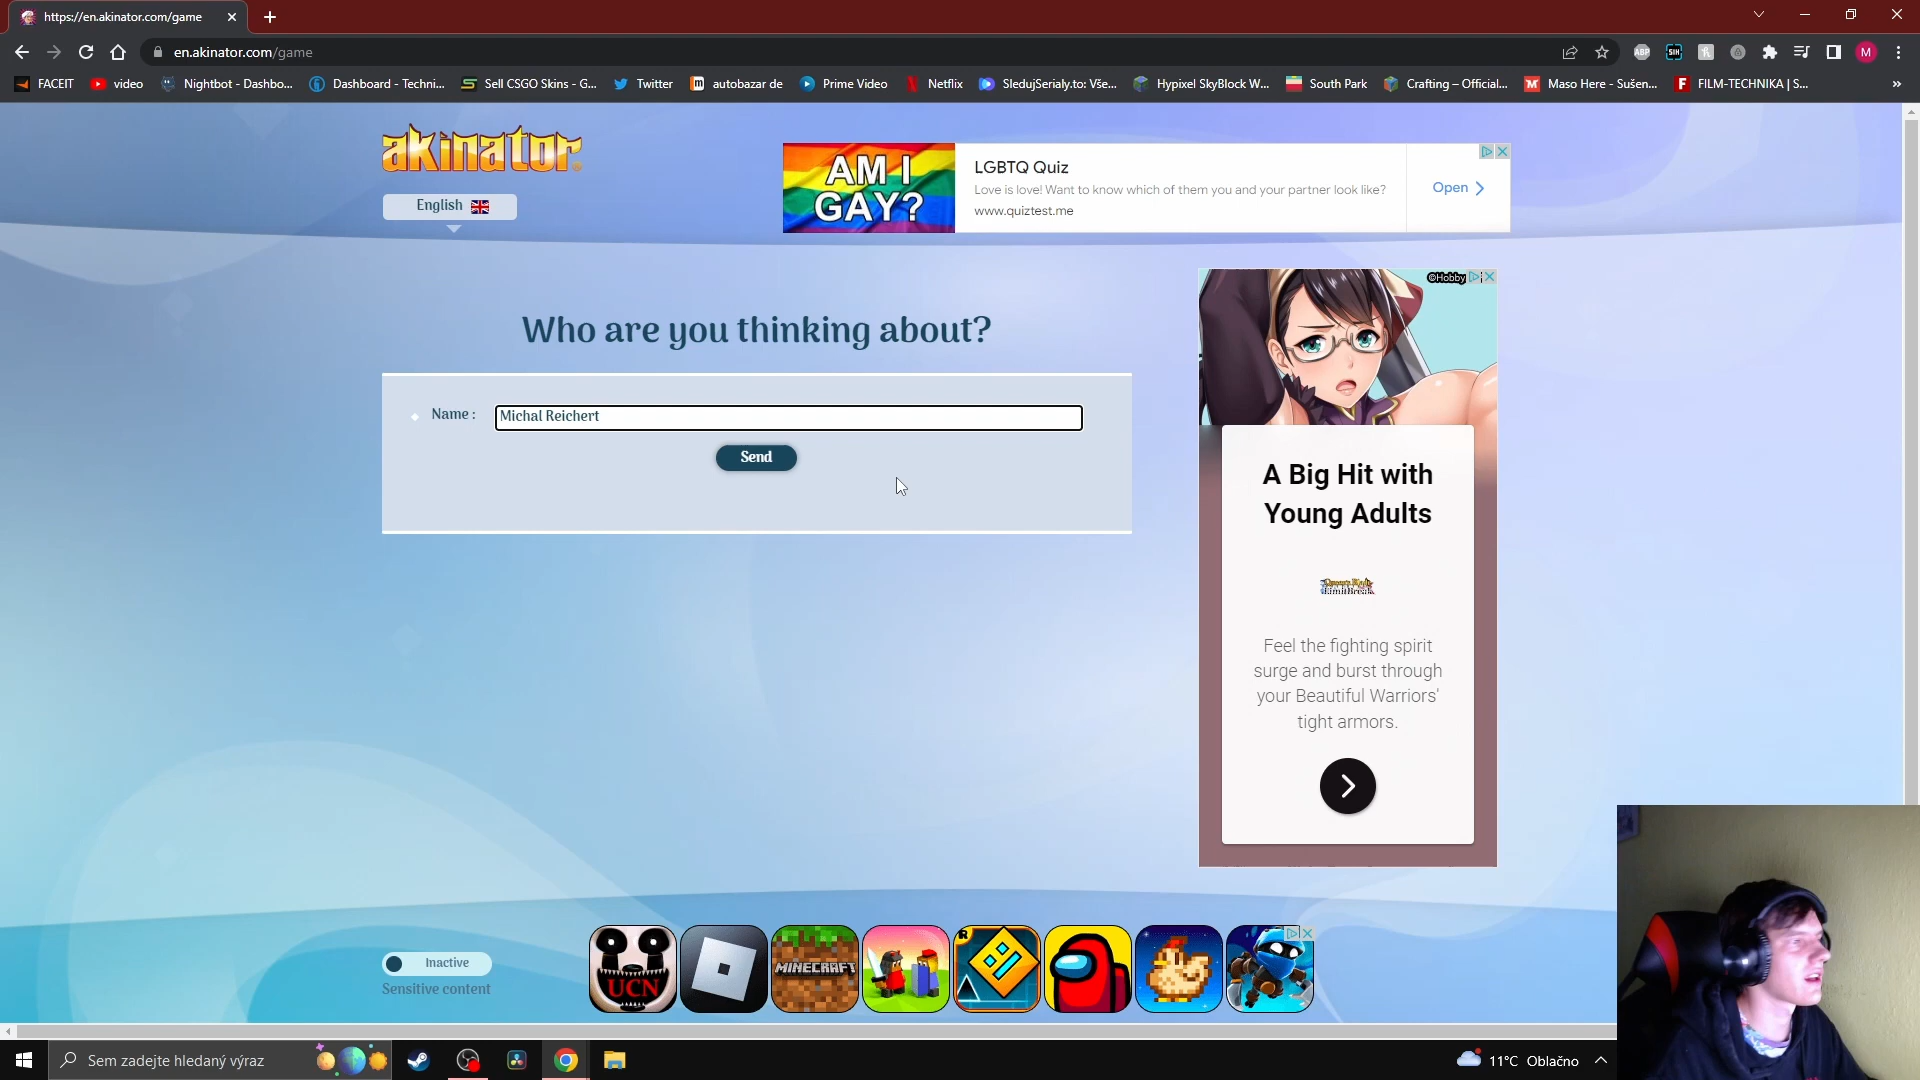 https://en.akinator.com/game
en.akinator.com/game
ABP
SIH
M
FACEIT
video
Nightbot - Dashbo...
Dashboard - Techni...
Sell CSGO Skins - G...
Twitter
autobazar de
Prime Video
Netflix
SledujSerialy.to: Vše...
Hypixel SkyBlock W...
South Park
Crafting – Official...
Maso Here - Sušen...
FILM-TECHNIKA | S...
»
akinator
English
AM I
GAY?
LGBTQ Quiz
Love is love! Want to know which of them you and your partner look like?
www.quiztest.me
Open
©Hobby
Who are you thinking about?
Name :
Michal Reichert
Send
A Big Hit with
Young Adults
Feel the fighting spirit
surge and burst through
your Beautiful Warriors'
tight armors.
Inactive
Sensitive content
UCN
MINECRAFT
R
Sem zadejte hledaný výraz
11°C Oblačno